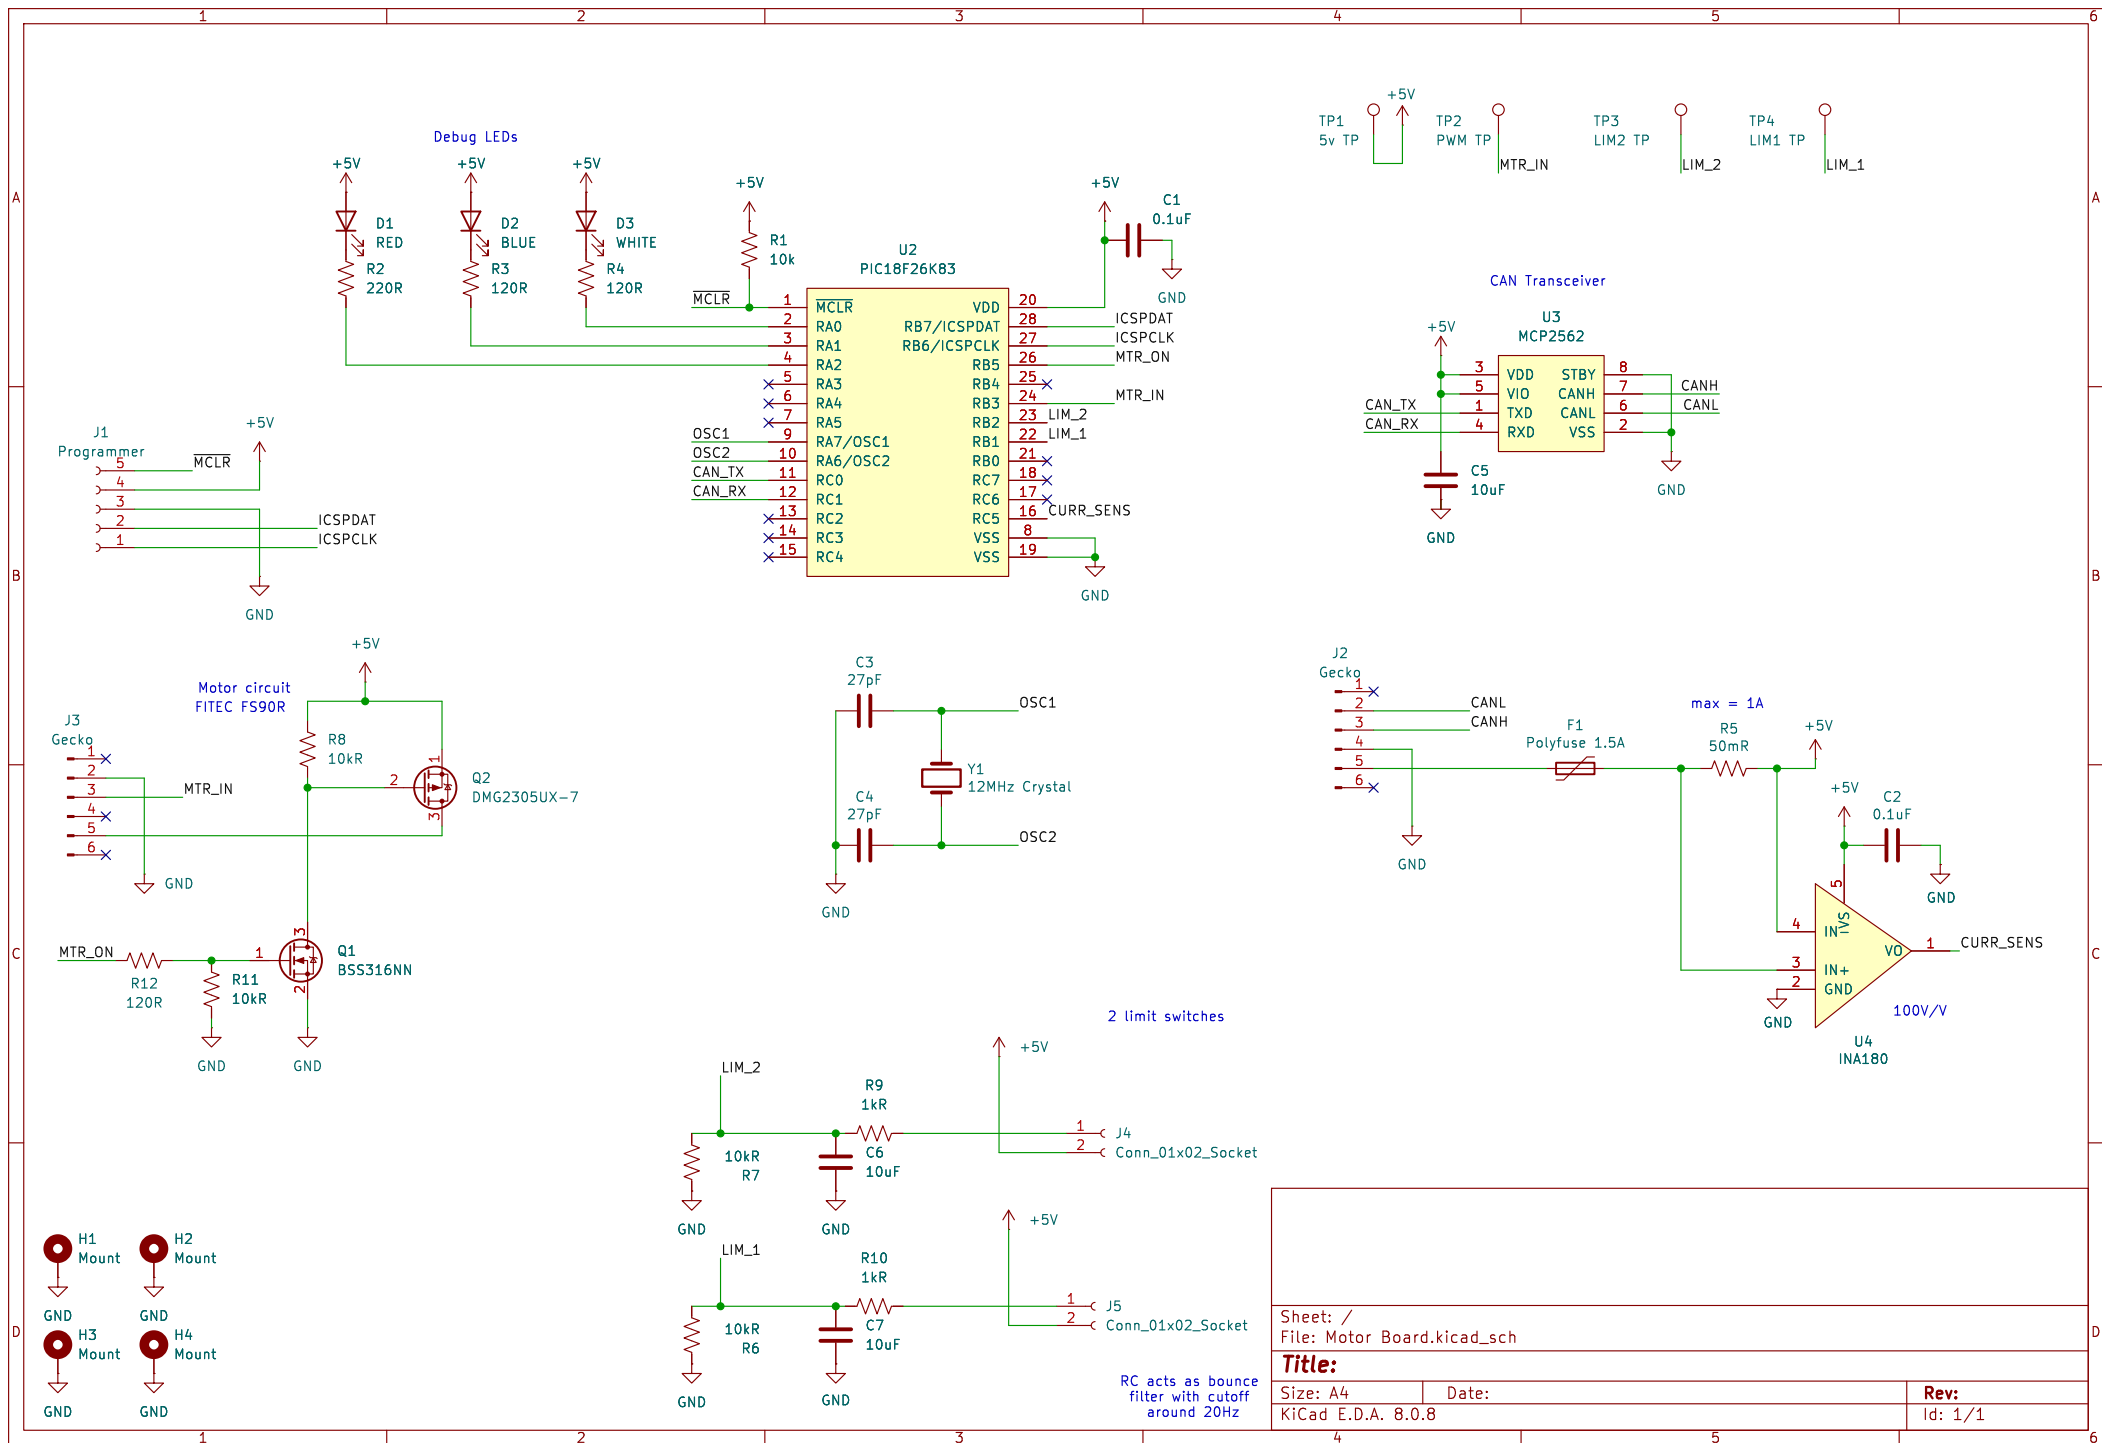 1 2 3 4 5 6
A A
B B
C C
D D
1 2 3 4 5 6
Debug LEDs
+5V +5V +5V
D1
RED
D2
BLUE
D3
WHITE
R2
220R
R3
120R
R4
120R
+5V
R1
10k
MCLR
U2
PIC18F26K83
1 MCLR
2 RA0
3 RA1
4 RA2
5 RA3
6 RA4
7 RA5
9 RA7/OSC1
10 RA6/OSC2
11 RC0
12 RC1
13 RC2
14 RC3
15 RC4
OSC1
OSC2
CAN_TX
CAN_RX
VDD 20
RB7/ICSPDAT 28
RB6/ICSPCLK 27
RB5 26
RB4 25
RB3 24
RB2 23
RB1 22
RB0 21
RC7 18
RC6 17
RC5 16
VSS 8
VSS 19
ICSPDAT
ICSPCLK
MTR_ON
MTR_IN
LIM_2
LIM_1
CURR_SENS
GND
+5V
C1
0.1uF
GND
TP1
5v TP
+5V
TP2
PWM TP
MTR_IN
TP3
LIM2 TP
LIM_2
TP4
LIM1 TP
LIM_1
CAN Transceiver
+5V
U3
MCP2562
3 VDD
5 VIO
1 TXD
4 RXD
STBY 8
CANH 7
CANL 6
VSS 2
CAN_TX
CAN_RX
CANH
CANL
C5
10uF
GND
GND
J1
Programmer
5
4
3
2
1
MCLR
+5V
ICSPDAT
ICSPCLK
GND
Motor circuit
FITEC FS90R
+5V
J3
Gecko
1
2
3
4
5
6
MTR_IN
GND
R8
10kR
1
2
3
Q2
DMG2305UX-7
MTR_ON
R12
120R
R11
10kR
GND
1
3
2
Q1
BSS316NN
GND
C3
27pF
C4
27pF
OSC1
OSC2
Y1
12MHz Crystal
GND
J2
Gecko
1
2
3
4
5
6
CANL
CANH
GND
F1
Polyfuse 1.5A
max = 1A
R5
50mR
+5V
+5V
C2
0.1uF
GND
5 VS
4 IN-
3 IN+
2 GND
VO 1
CURR_SENS
GND
100V/V
U4
INA180
2 limit switches
+5V
LIM_2
R9
1kR
10kR
R7
C6
10uF
GND
GND
1
2
J4
Conn_01x02_Socket
+5V
LIM_1
R10
1kR
10kR
R6
C7
10uF
GND
GND
1
2
J5
Conn_01x02_Socket
RC acts as bounce
filter with cutoff
around 20Hz
H1
Mount
GND
H2
Mount
GND
H3
Mount
GND
H4
Mount
GND
Sheet: /
File: Motor Board.kicad_sch
Title:
Size: A4 Date: Rev:
KiCad E.D.A. 8.0.8 Id: 1/1